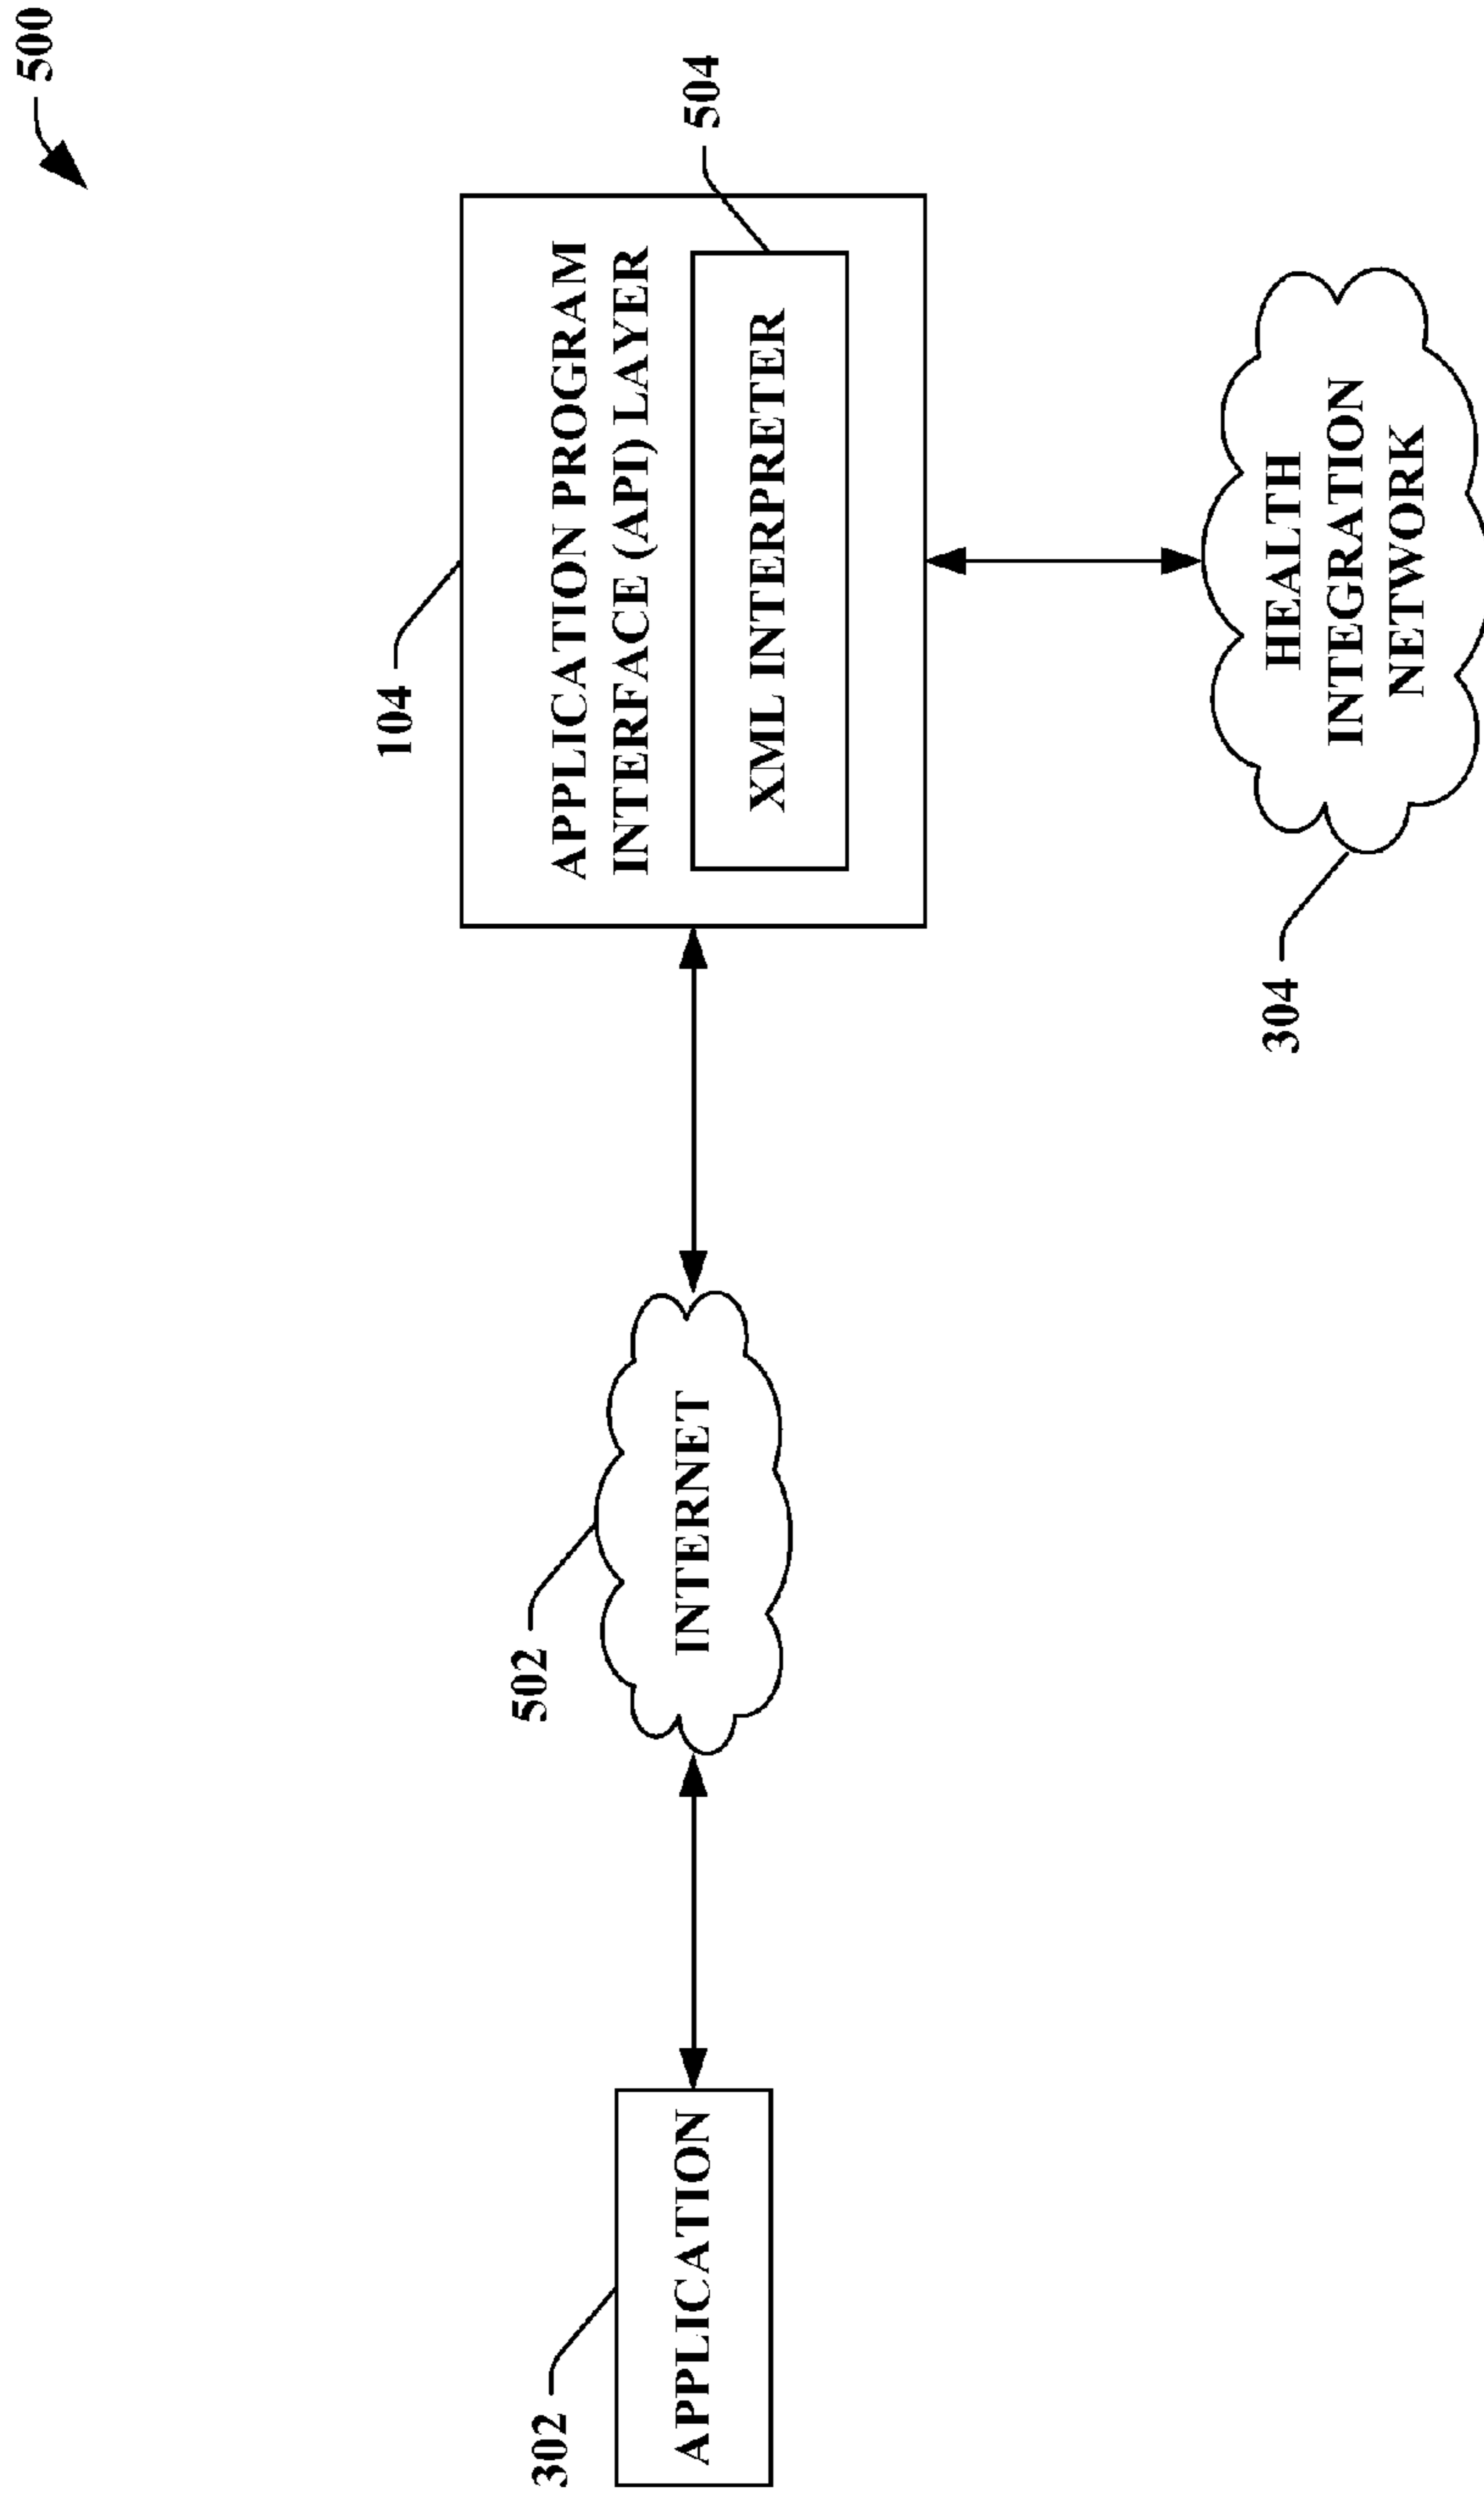 500
104
APPLICATION PROGRAM
INTERFACE (API) LAYER
504
XML INTERPRETER
502
INTERNET
302
APPLICATION
304
HEALTH
INTEGRATION
NETWORK